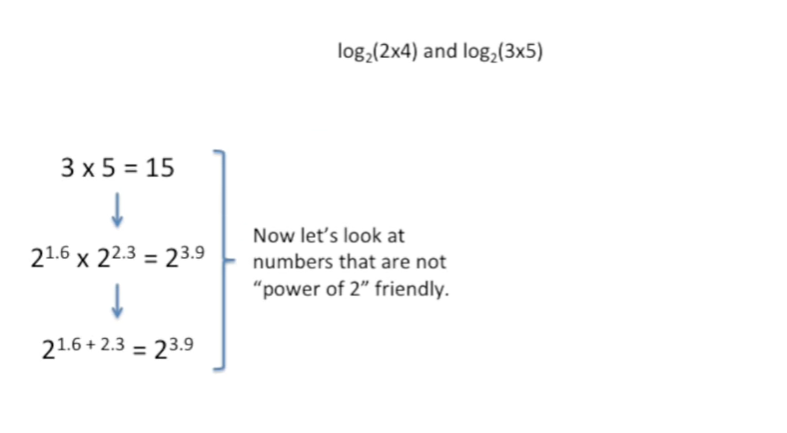 log₂(2x4) and log₂(3x5)
3 x 5 = 15
2¹·⁶ x 2²·³ = 2³·⁹
2¹·⁶ ⁺ ²·³ = 2³·⁹
Now let’s look at
numbers that are not
“power of 2” friendly.